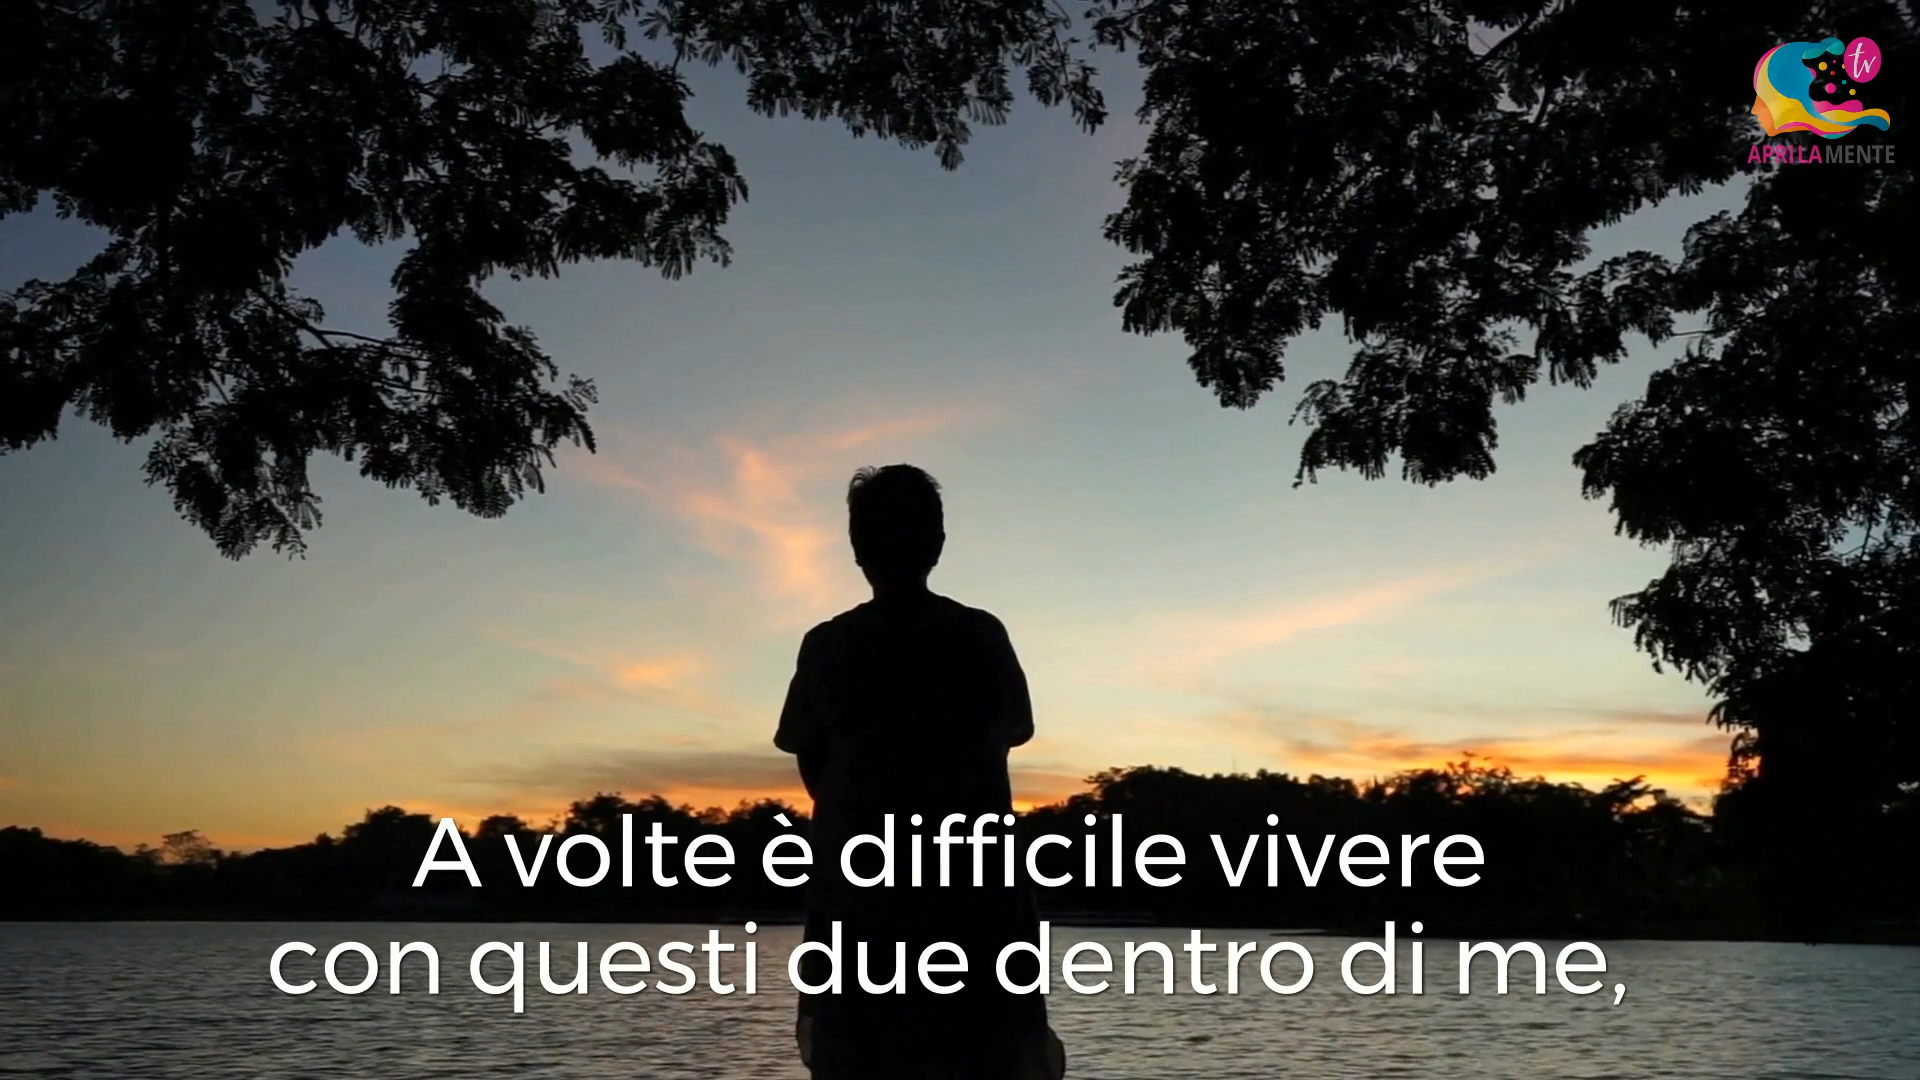 tv
APRILAMENTE
A volte è difficile vivere
con questi due dentro di me,